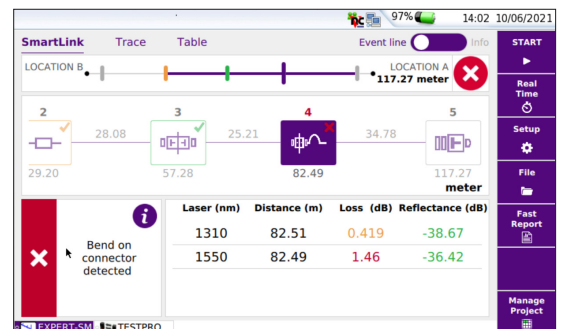 97% 14:02 10/06/2021
SmartLink Trace Table Event line Info
START
LOCATION B
LOCATION A
117.27 meter
Real
Time
2 3 4 5
28.08 25.21 34.78
29.20 57.28 82.49 117.27
meter
Setup
File
Laser (nm) Distance (m) Loss (dB) Reflectance (dB)
1310 82.51 0.419 -38.67
1550 82.49 1.46 -36.42
i
Bend on
connector
detected
Fast
Report
Manage
Project
EXPERT-SM TESTPRO